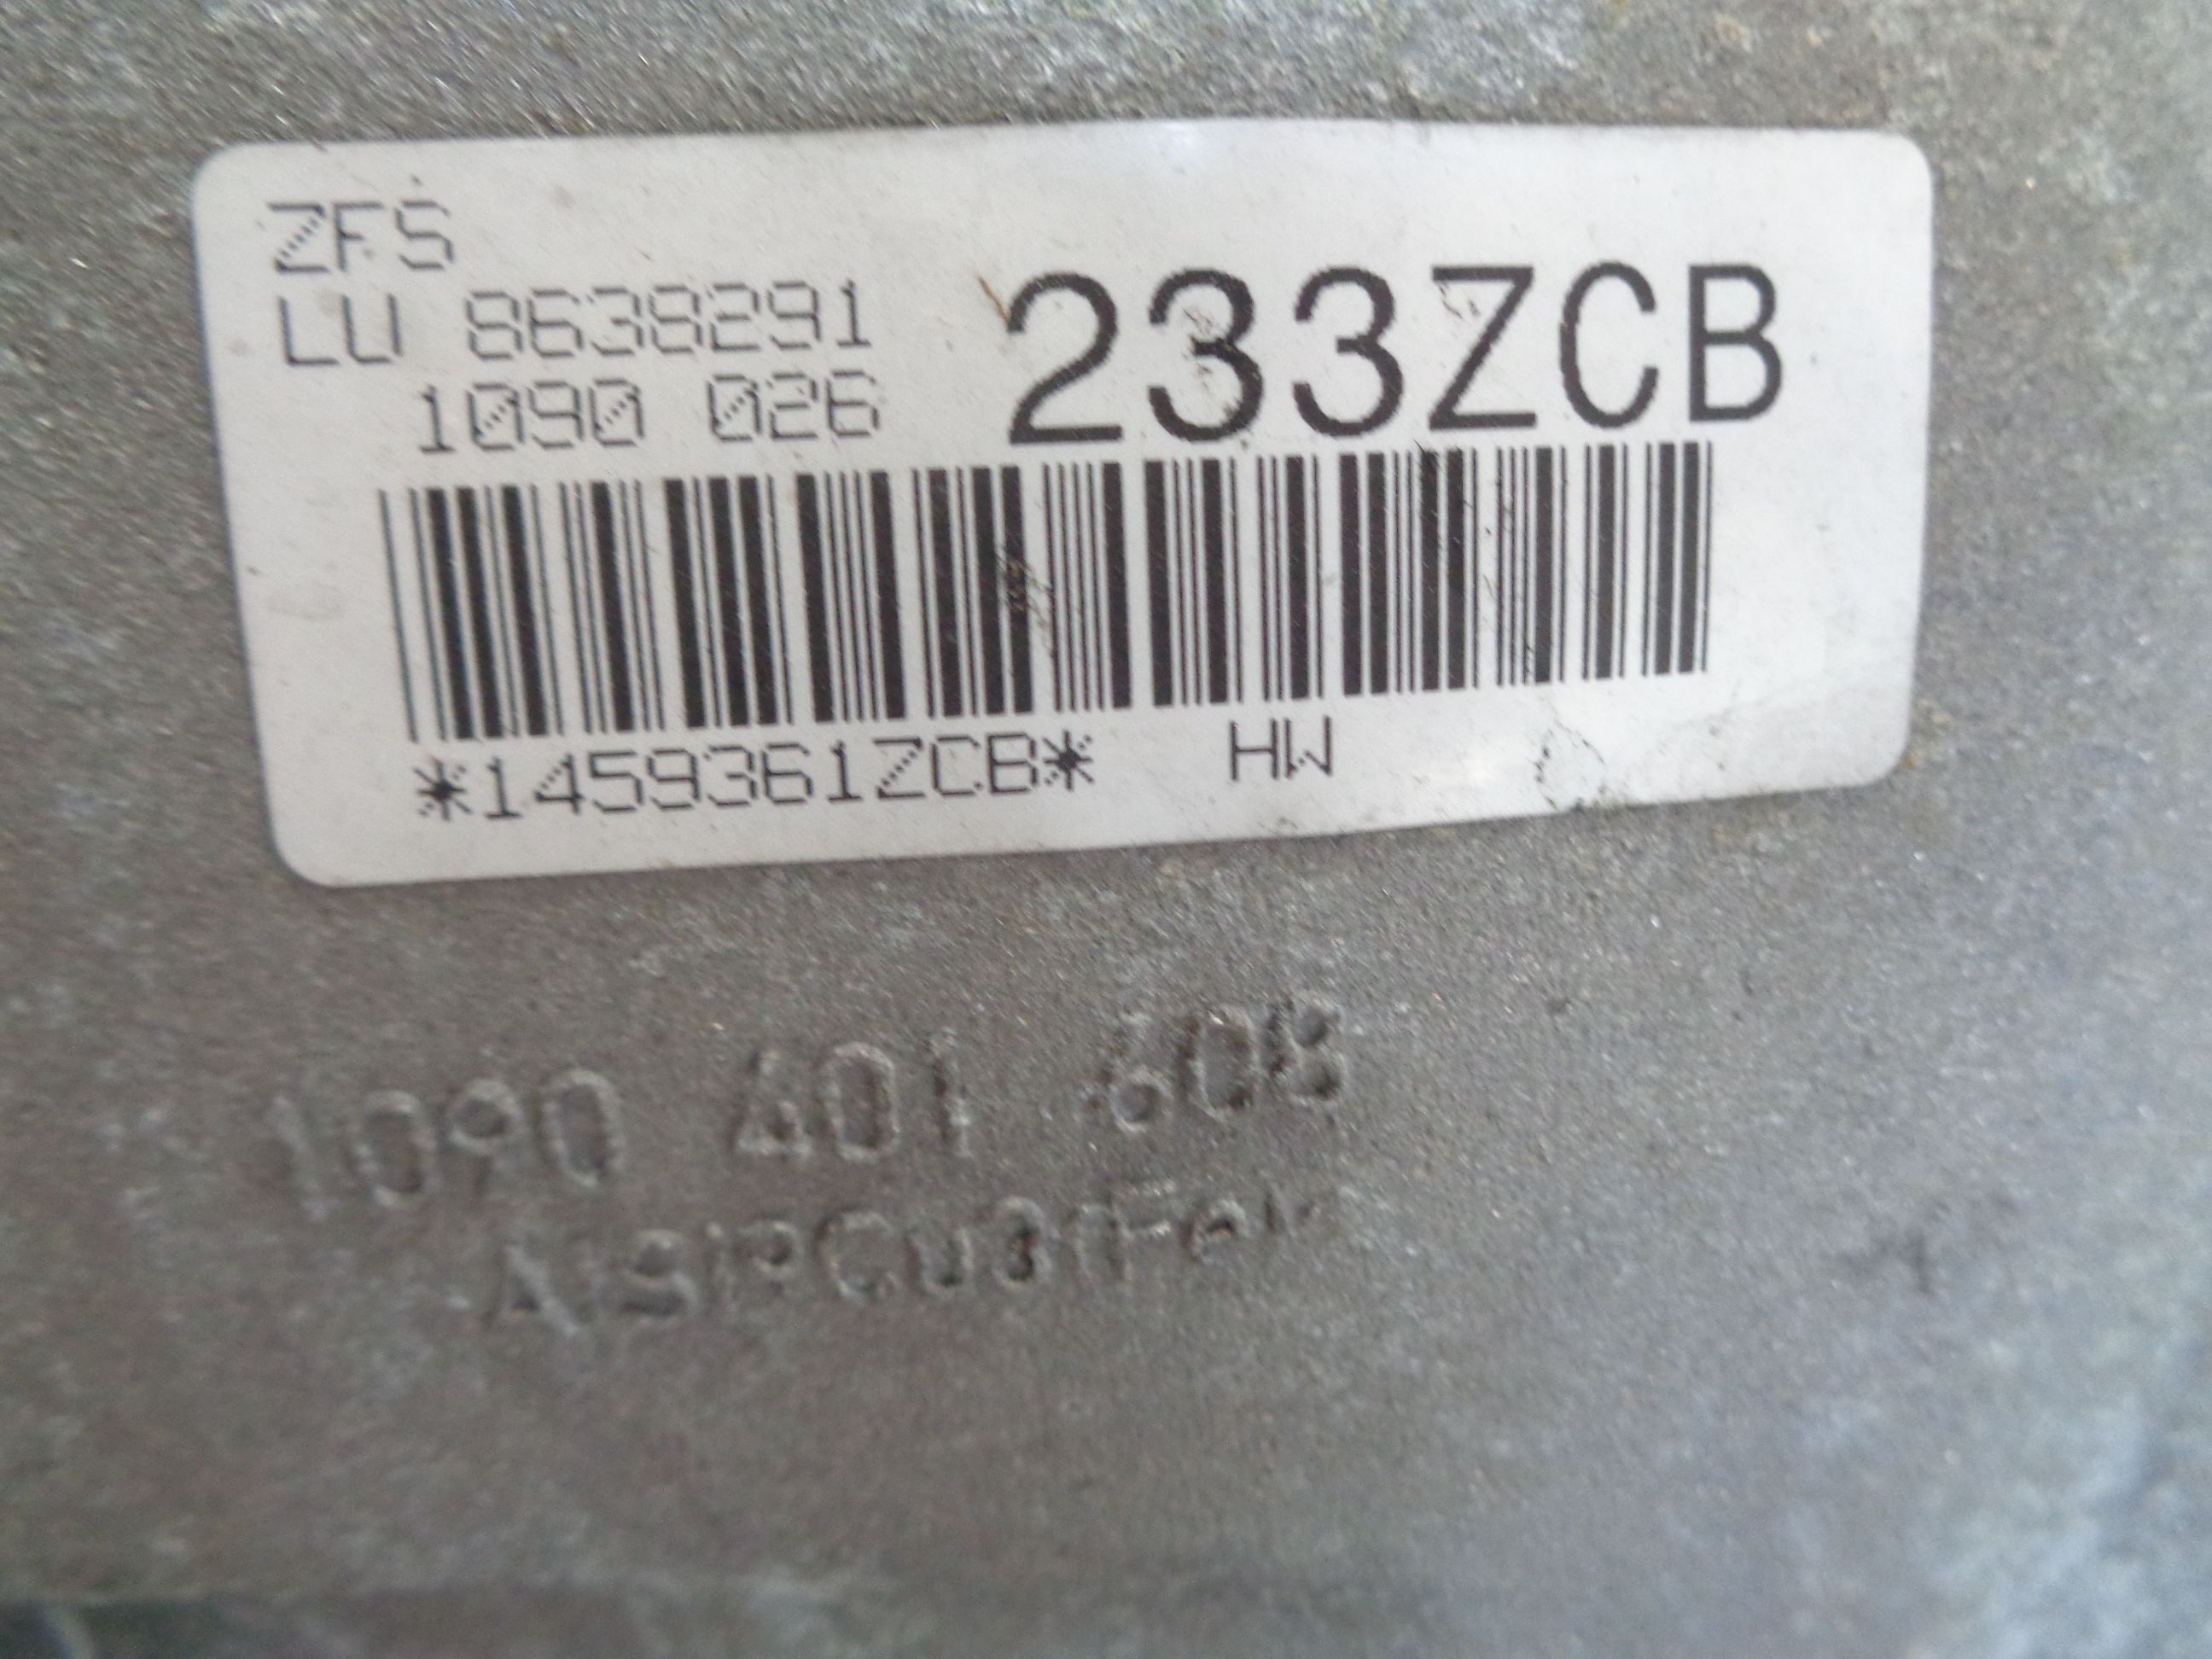 ZFS
LU 8638291
1090 026
233ZCB
*1459361ZCB* HW
1090 401 608